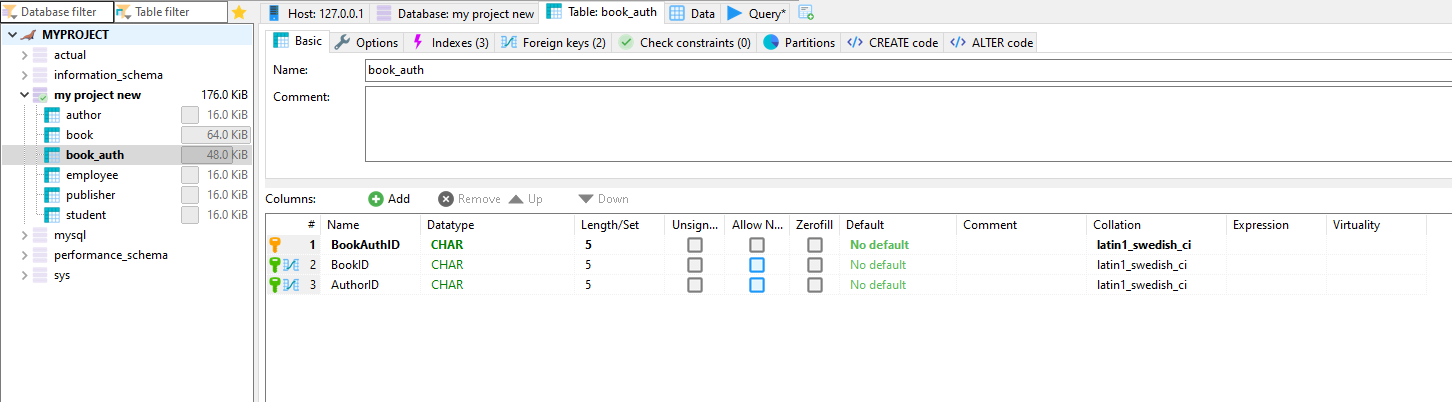 Database filter Table filter Host: 127.0.0.1 Database: my project new Table: book_auth Data Query*
MYPROJECT
actual
information_schema
my project new 176.0 KiB
author 16.0 KiB
book 64.0 KiB
book_auth 48.0 KiB
employee 16.0 KiB
publisher 16.0 KiB
student 16.0 KiB
mysql
performance_schema
sys
Basic Options Indexes (3) Foreign keys (2) Check constraints (0) Partitions CREATE code ALTER code
Name: book_auth
Comment:
Columns: Add Remove Up Down
# Name Datatype Length/Set Unsign... Allow N... Zerofill Default Comment Collation Expression Virtuality
1 BookAuthID CHAR 5 No default latin1_swedish_ci
2 BookID CHAR 5 No default latin1_swedish_ci
3 AuthorID CHAR 5 No default latin1_swedish_ci